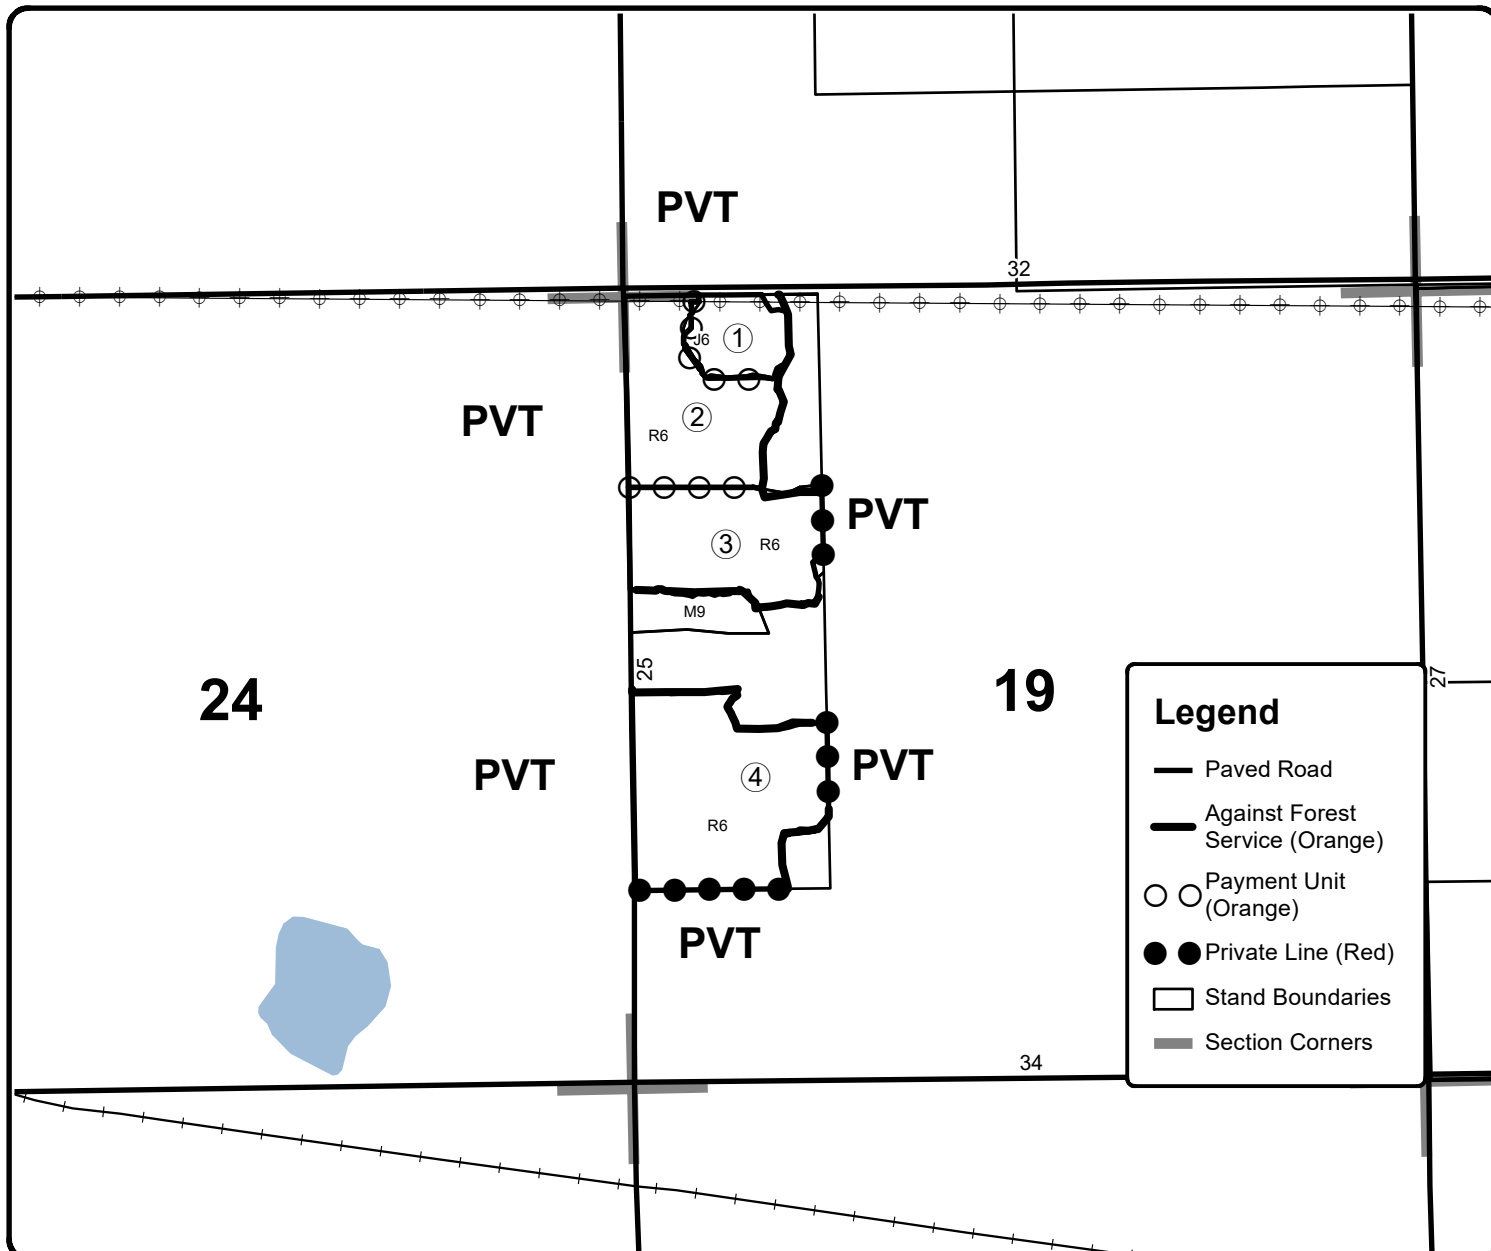 PVT
32
J6
1
PVT
2
R6
PVT
3
R6
M9
25
24
19
27
PVT
PVT
4
R6
PVT
34
Legend
Paved Road
Against Forest
Service (Orange)
Payment Unit
(Orange)
Private Line (Red)
Stand Boundaries
Section Corners